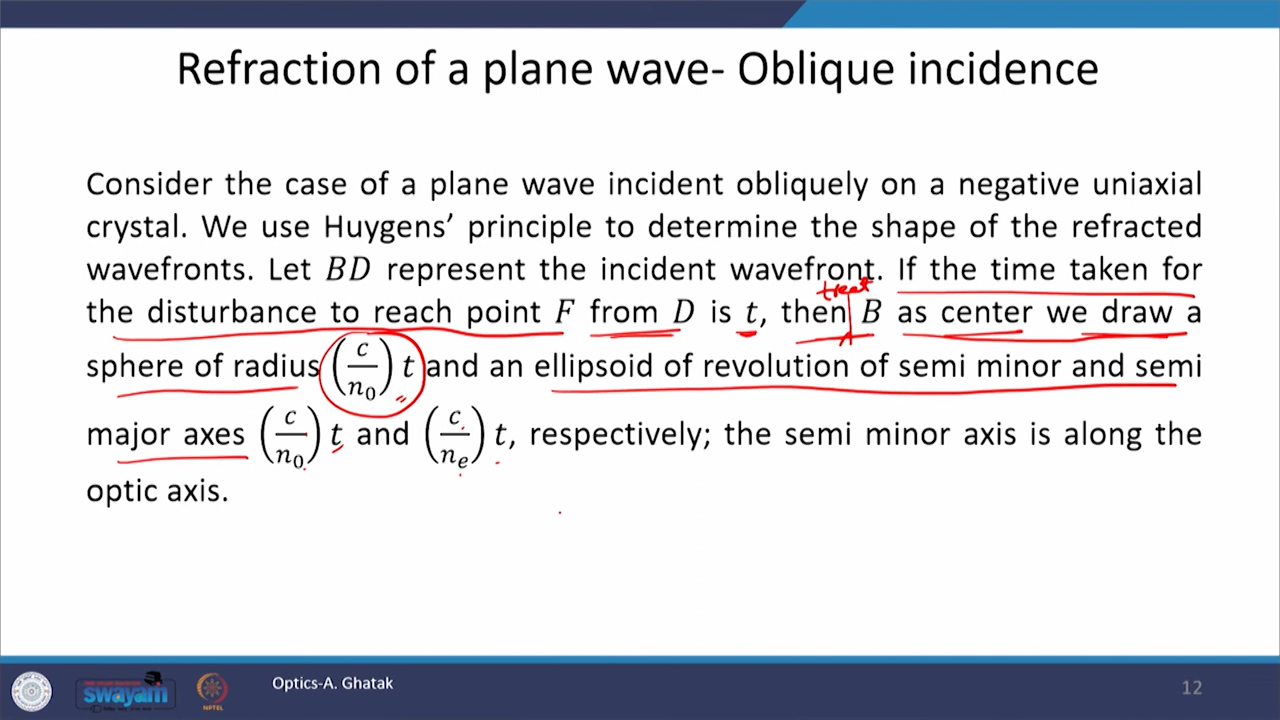 Refraction of a plane wave- Oblique incidence
Consider the case of a plane wave incident obliquely on a negative uniaxial
crystal. We use Huygens’ principle to determine the shape of the refracted
wavefronts. Let BD represent the incident wavefront. If the time taken for
treat
the disturbance to reach point F from D is t, then B as center we draw a
sphere of radius (c/n₀) t and an ellipsoid of revolution of semi minor and semi
major axes (c/n₀) t and (c/nₑ) t, respectively; the semi minor axis is along the
optic axis.
swayam
NPTEL
Optics-A. Ghatak
12